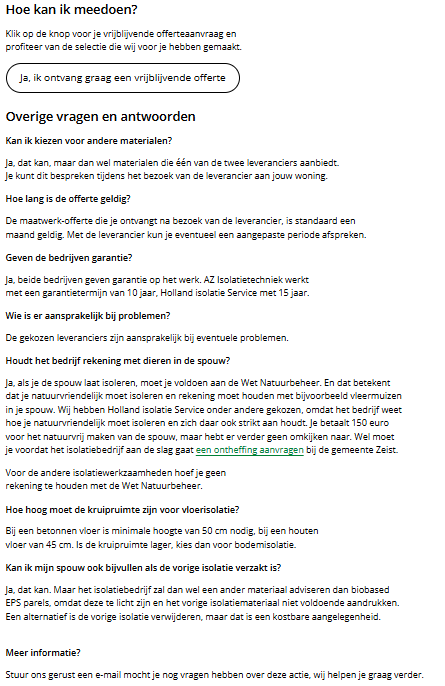 Hoe kan ik meedoen?
Klik op de knop voor je vrijblijvende offerteaanvraag en
profiteer van de selectie die wij voor je hebben gemaakt.
Ja, ik ontvang graag een vrijblijvende offerte
Overige vragen en antwoorden
Kan ik kiezen voor andere materialen?
Ja, dat kan, maar dan wel materialen die één van de twee leveranciers aanbiedt.
Je kunt dit bespreken tijdens het bezoek van de leverancier aan jouw woning.
Hoe lang is de offerte geldig?
De maatwerk-offerte die je ontvangt na bezoek van de leverancier, is standaard een
maand geldig. Met de leverancier kun je eventueel een aangepaste periode afspreken.
Geven de bedrijven garantie?
Ja, beide bedrijven geven garantie op het werk. AZ Isolatietechniek werkt
met een garantietermijn van 10 jaar, Holland isolatie Service met 15 jaar.
Wie is er aansprakelijk bij problemen?
De gekozen leveranciers zijn aansprakelijk bij eventuele problemen.
Houdt het bedrijf rekening met dieren in de spouw?
Ja, als je de spouw laat isoleren, moet je voldoen aan de Wet Natuurbeheer. En dat betekent
dat je natuurvriendelijk moet isoleren en rekening moet houden met bijvoorbeeld vleermuizen
in je spouw. Wij hebben Holland isolatie Service onder andere gekozen, omdat het bedrijf weet
hoe je natuurvriendelijk moet isoleren en zich daar ook strikt aan houdt. Je betaalt 150 euro
voor het natuurvrij maken van de spouw, maar hebt er verder geen omkijken naar. Wel moet
je voordat het isolatiebedrijf aan de slag gaat een ontheffing aanvragen bij de gemeente Zeist.
Voor de andere isolatiewerkzaamheden hoef je geen
rekening te houden met de Wet Natuurbeheer.
Hoe hoog moet de kruipruimte zijn voor vloerisolatie?
Bij een betonnen vloer is minimale hoogte van 50 cm nodig, bij een houten
vloer van 45 cm. Is de kruipruimte lager, kies dan voor bodemisolatie.
Kan ik mijn spouw ook bijvullen als de vorige isolatie verzakt is?
Ja, dat kan. Maar het isolatiebedrijf zal dan wel een ander materiaal adviseren dan biobased
EPS parels, omdat deze te licht zijn en het vorige isolatiemateriaal niet voldoende aandrukken.
Een alternatief is de vorige isolatie verwijderen, maar dat is een kostbare aangelegenheid.
Meer informatie?
Stuur ons gerust een e-mail mocht je nog vragen hebben over deze actie, wij helpen je graag verder.